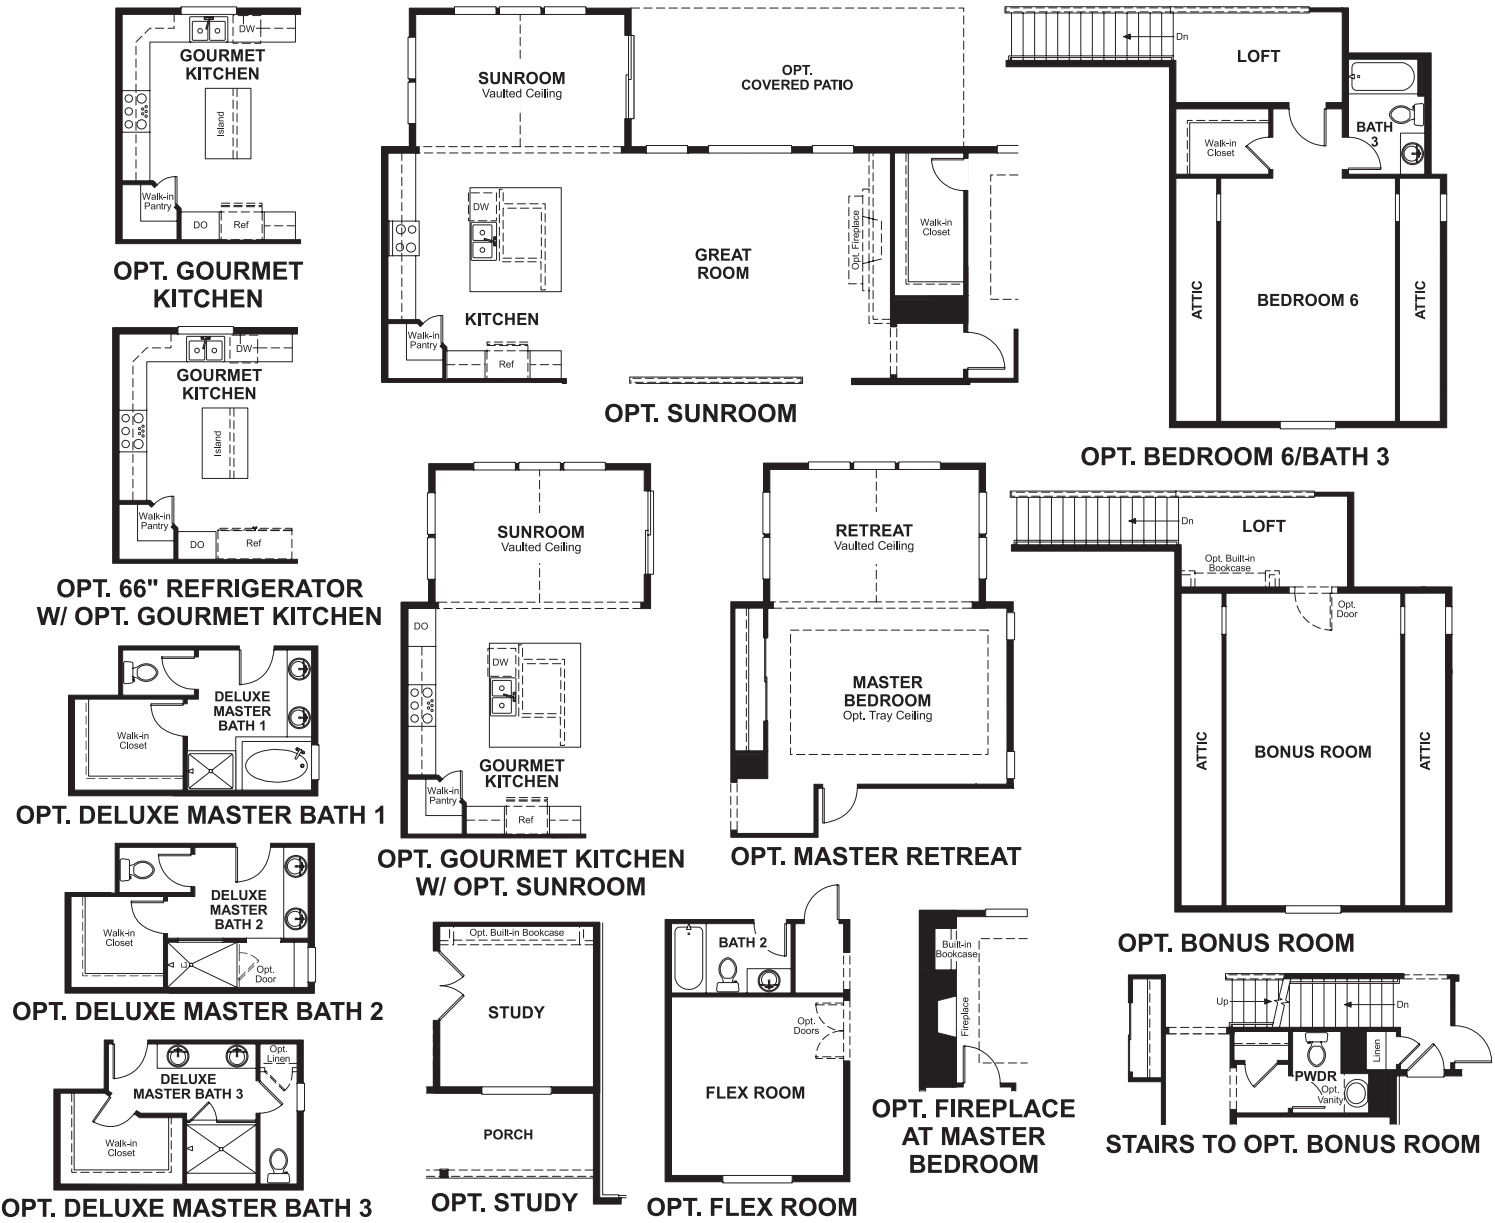 DW
GOURMET
KITCHEN
Island
Walk-in
Pantry
DO
Ref
OPT. GOURMET
KITCHEN
SUNROOM
Vaulted Ceiling
OPT.
COVERED PATIO
DW
GREAT
ROOM
Opt. Fireplace
Walk-in
Closet
KITCHEN
Walk-in
Pantry
Ref
OPT. SUNROOM
Dn
LOFT
BATH
3
Walk-in
Closet
ATTIC
BEDROOM 6
ATTIC
OPT. BEDROOM 6/BATH 3
DW
GOURMET
KITCHEN
Island
Walk-in
Pantry
DO
Ref
OPT. 66" REFRIGERATOR
W/ OPT. GOURMET KITCHEN
SUNROOM
Vaulted Ceiling
DO
DW
GOURMET
KITCHEN
Walk-in
Pantry
Ref
OPT. GOURMET KITCHEN
W/ OPT. SUNROOM
RETREAT
Vaulted Ceiling
MASTER
BEDROOM
Opt. Tray Ceiling
OPT. MASTER RETREAT
Dn
LOFT
Opt. Built-in
Bookcase
Opt.
Door
ATTIC
BONUS ROOM
ATTIC
OPT. BONUS ROOM
DELUXE
MASTER
BATH 1
Walk-in
Closet
OPT. DELUXE MASTER BATH 1
DELUXE
MASTER
BATH 2
Walk-in
Closet
Opt.
Door
OPT. DELUXE MASTER BATH 2
Opt.
Linen
DELUXE
MASTER BATH 3
Walk-in
Closet
OPT. DELUXE MASTER BATH 3
Opt. Built-in Bookcase
STUDY
PORCH
OPT. STUDY
BATH 2
Opt.
Doors
FLEX ROOM
OPT. FLEX ROOM
Built-in
Bookcase
Fireplace
OPT. FIREPLACE
AT MASTER
BEDROOM
Up
Dn
Linen
PWDR
Opt.
Vanity
STAIRS TO OPT. BONUS ROOM